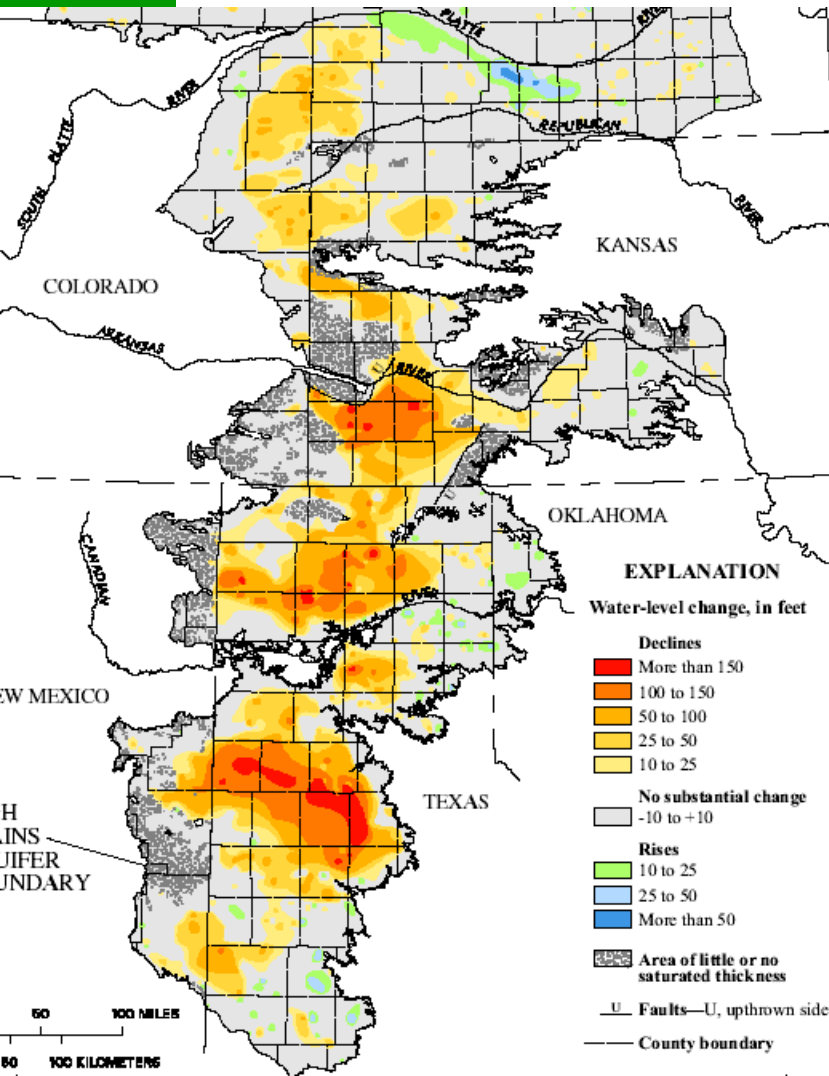 PLATTE
RIVER
RIVER
SOUTH PLATTE
REPUBLICAN
RIVER
KANSAS
COLORADO
ARKANSAS
U
RIVER
U
OKLAHOMA
CANADIAN
RIVER
EW MEXICO
TEXAS
H
AINS
UIFER
UNDARY
50 100 MILES
50 100 KILOMETERS
EXPLANATION
Water-level change, in feet
Declines
More than 150
100 to 150
50 to 100
25 to 50
10 to 25
No substantial change
-10 to +10
Rises
10 to 25
25 to 50
More than 50
Area of little or no
saturated thickness
U Faults—U, upthrown side
County boundary